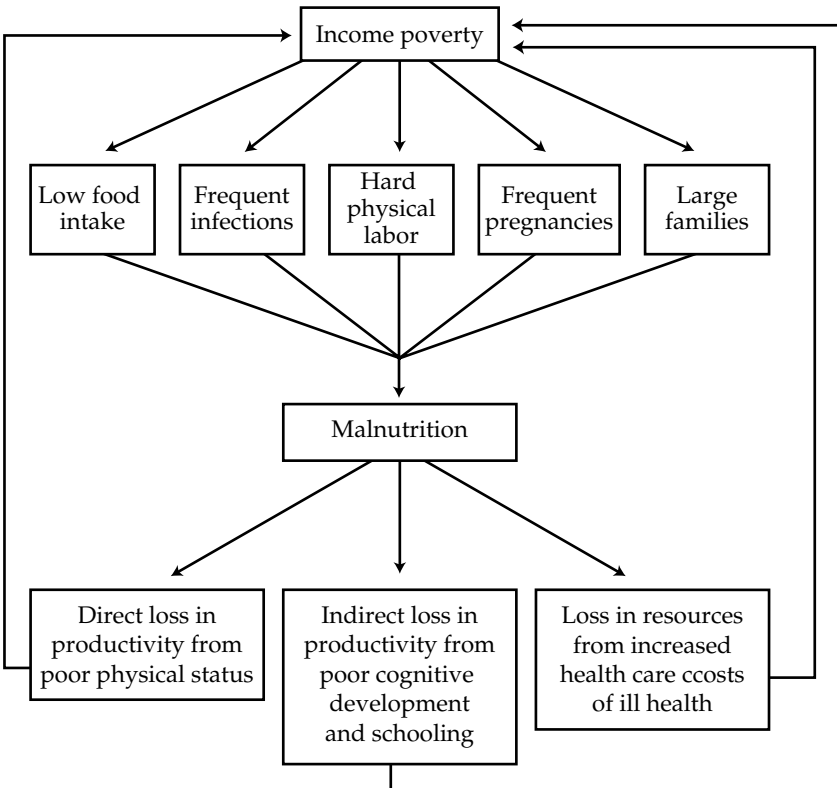 Income poverty
Low food
intake
Frequent
infections
Hard
physical
labor
Frequent
pregnancies
Large
families
Malnutrition
Direct loss in
productivity from
poor physical status
Indirect loss in
productivity from
poor cognitive
development
and schooling
Loss in resources
from increased
health care ccosts
of ill health